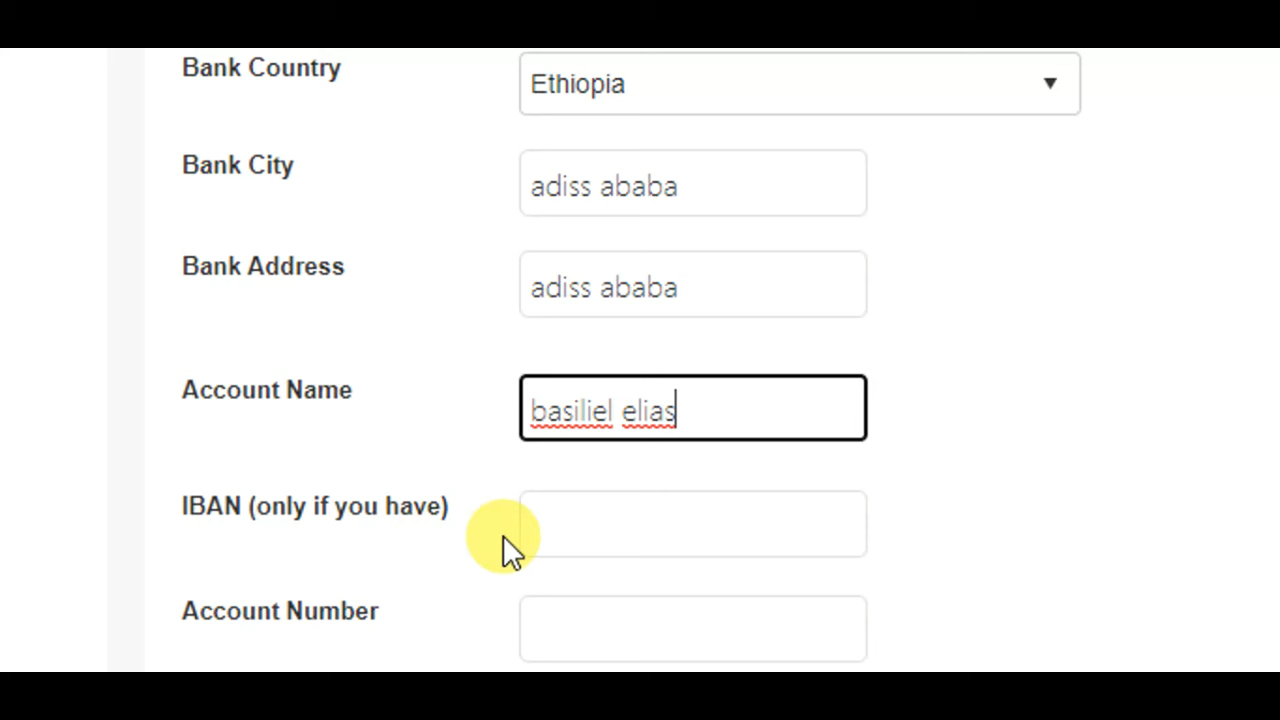 Bank Country
Ethiopia
Bank City
adiss ababa
Bank Address
adiss ababa
Account Name
basiliel elias
IBAN (only if you have)
Account Number